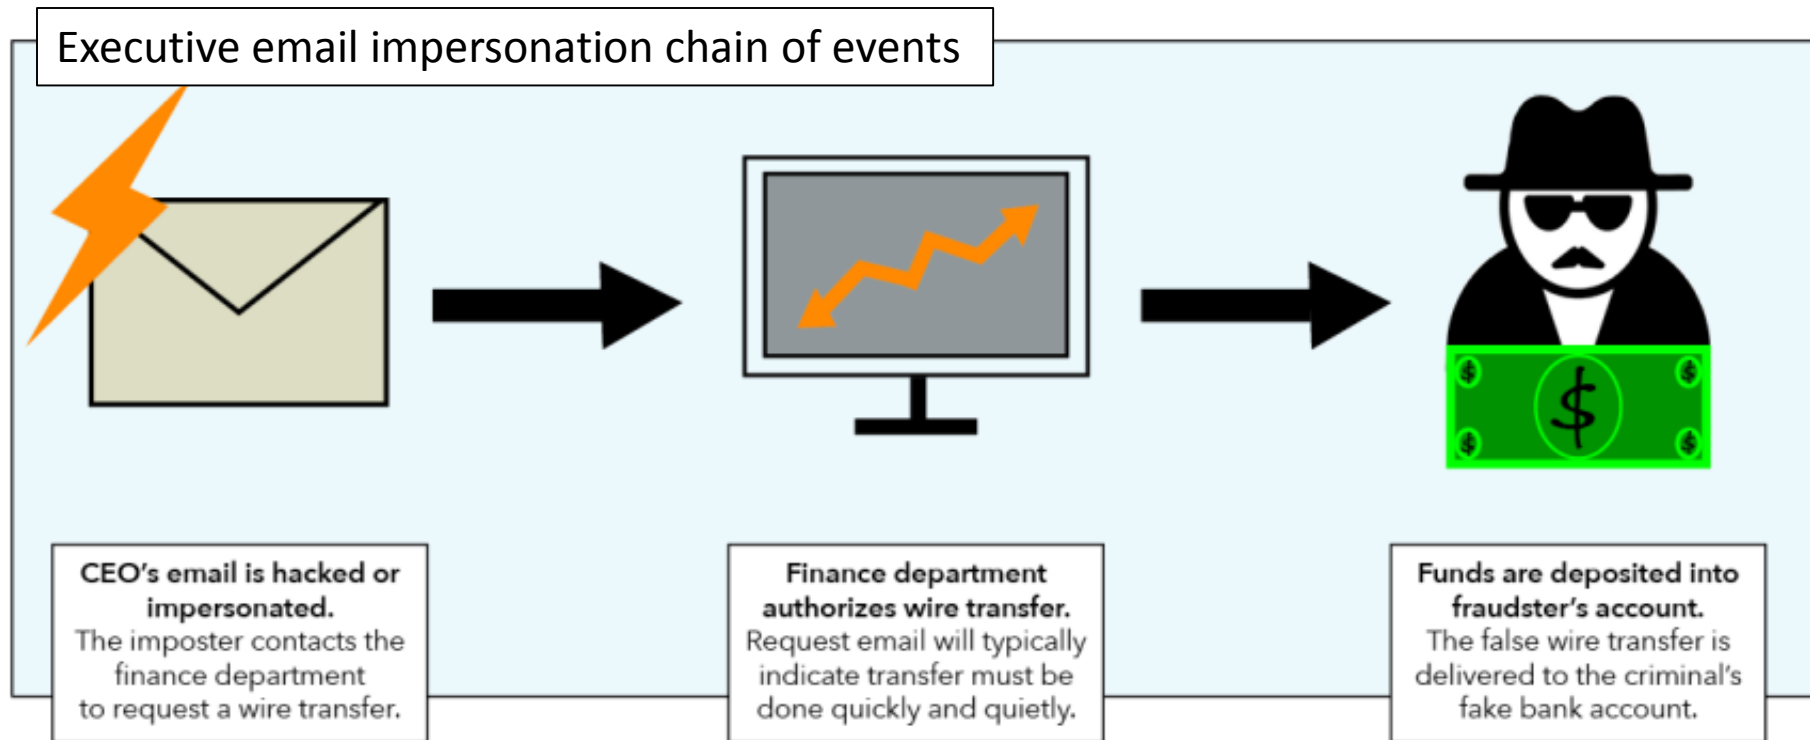 Executive email impersonation chain of events
CEO’s email is hacked or
impersonated.
The imposter contacts the
finance department
to request a wire transfer.
Finance department
authorizes wire transfer.
Request email will typically
indicate transfer must be
done quickly and quietly.
Funds are deposited into
fraudster’s account.
The false wire transfer is
delivered to the criminal’s
fake bank account.
$
$
$
$
$